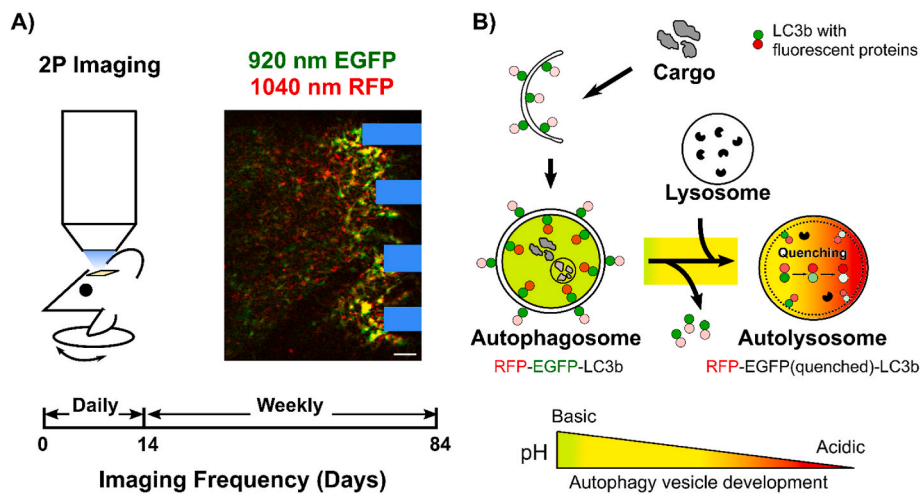 A)
2P Imaging
920 nm EGFP
1040 nm RFP
Daily
Weekly
0
14
84
Imaging Frequency (Days)
B)
LC3b with
fluorescent proteins
Cargo
Lysosome
Quenching
Autophagosome
RFP-EGFP-LC3b
Autolysosome
RFP-EGFP(quenched)-LC3b
Basic
pH
Acidic
Autophagy vesicle development